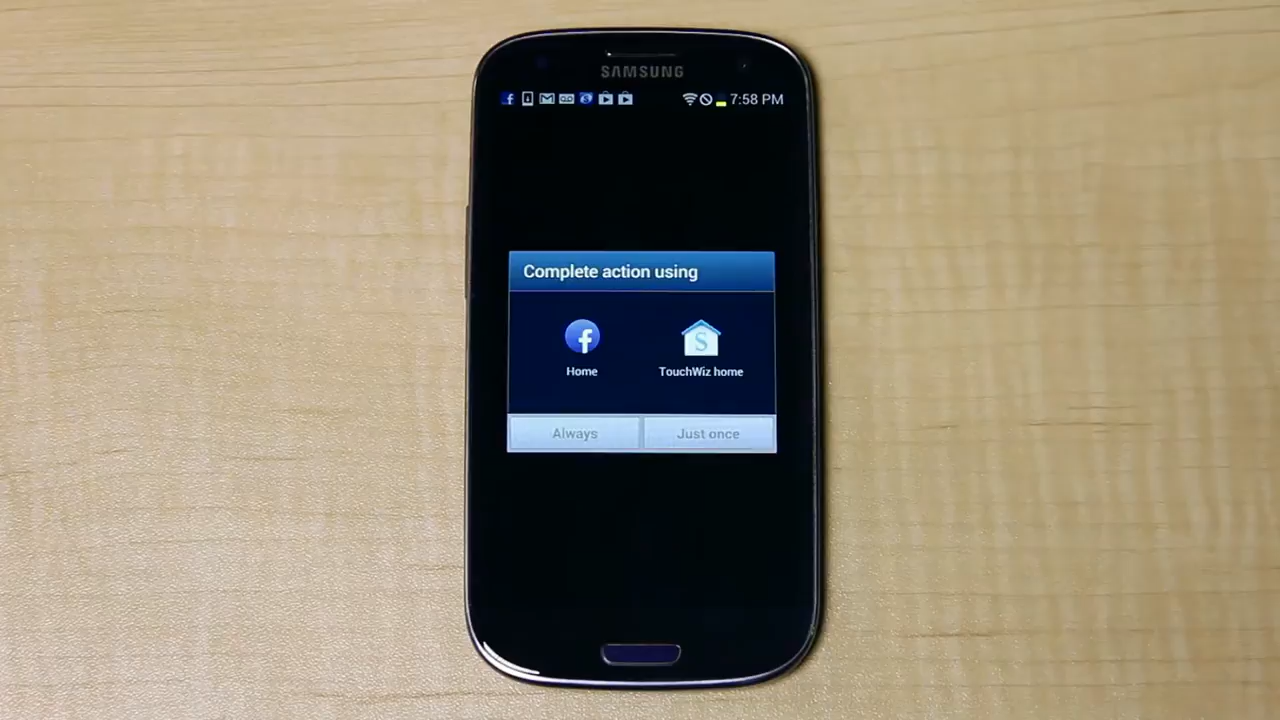 SAMSUNG
7:58 PM
Complete action using
Home
TouchWiz home
Always
Just once